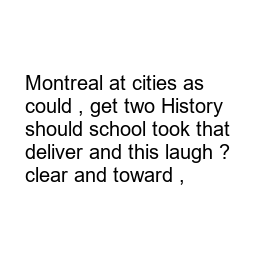 Montreal at cities as
could , get two History
should school took that
deliver and this laugh ?
clear and toward ,